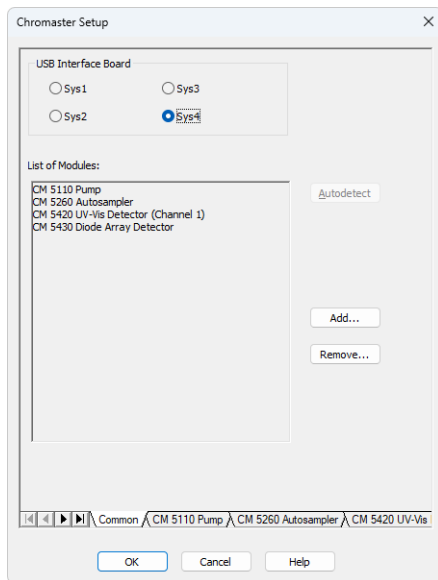 Chromaster Setup
USB Interface Board
Sys1
Sys3
Sys2
Sys4
List of Modules:
CM 5110 Pump
CM 5260 Autosampler
CM 5420 UV-Vis Detector (Channel 1)
CM 5430 Diode Array Detector
Autodetect
Add...
Remove...
Common
CM 5110 Pump
CM 5260 Autosampler
CM 5420 UV-Vis
OK
Cancel
Help